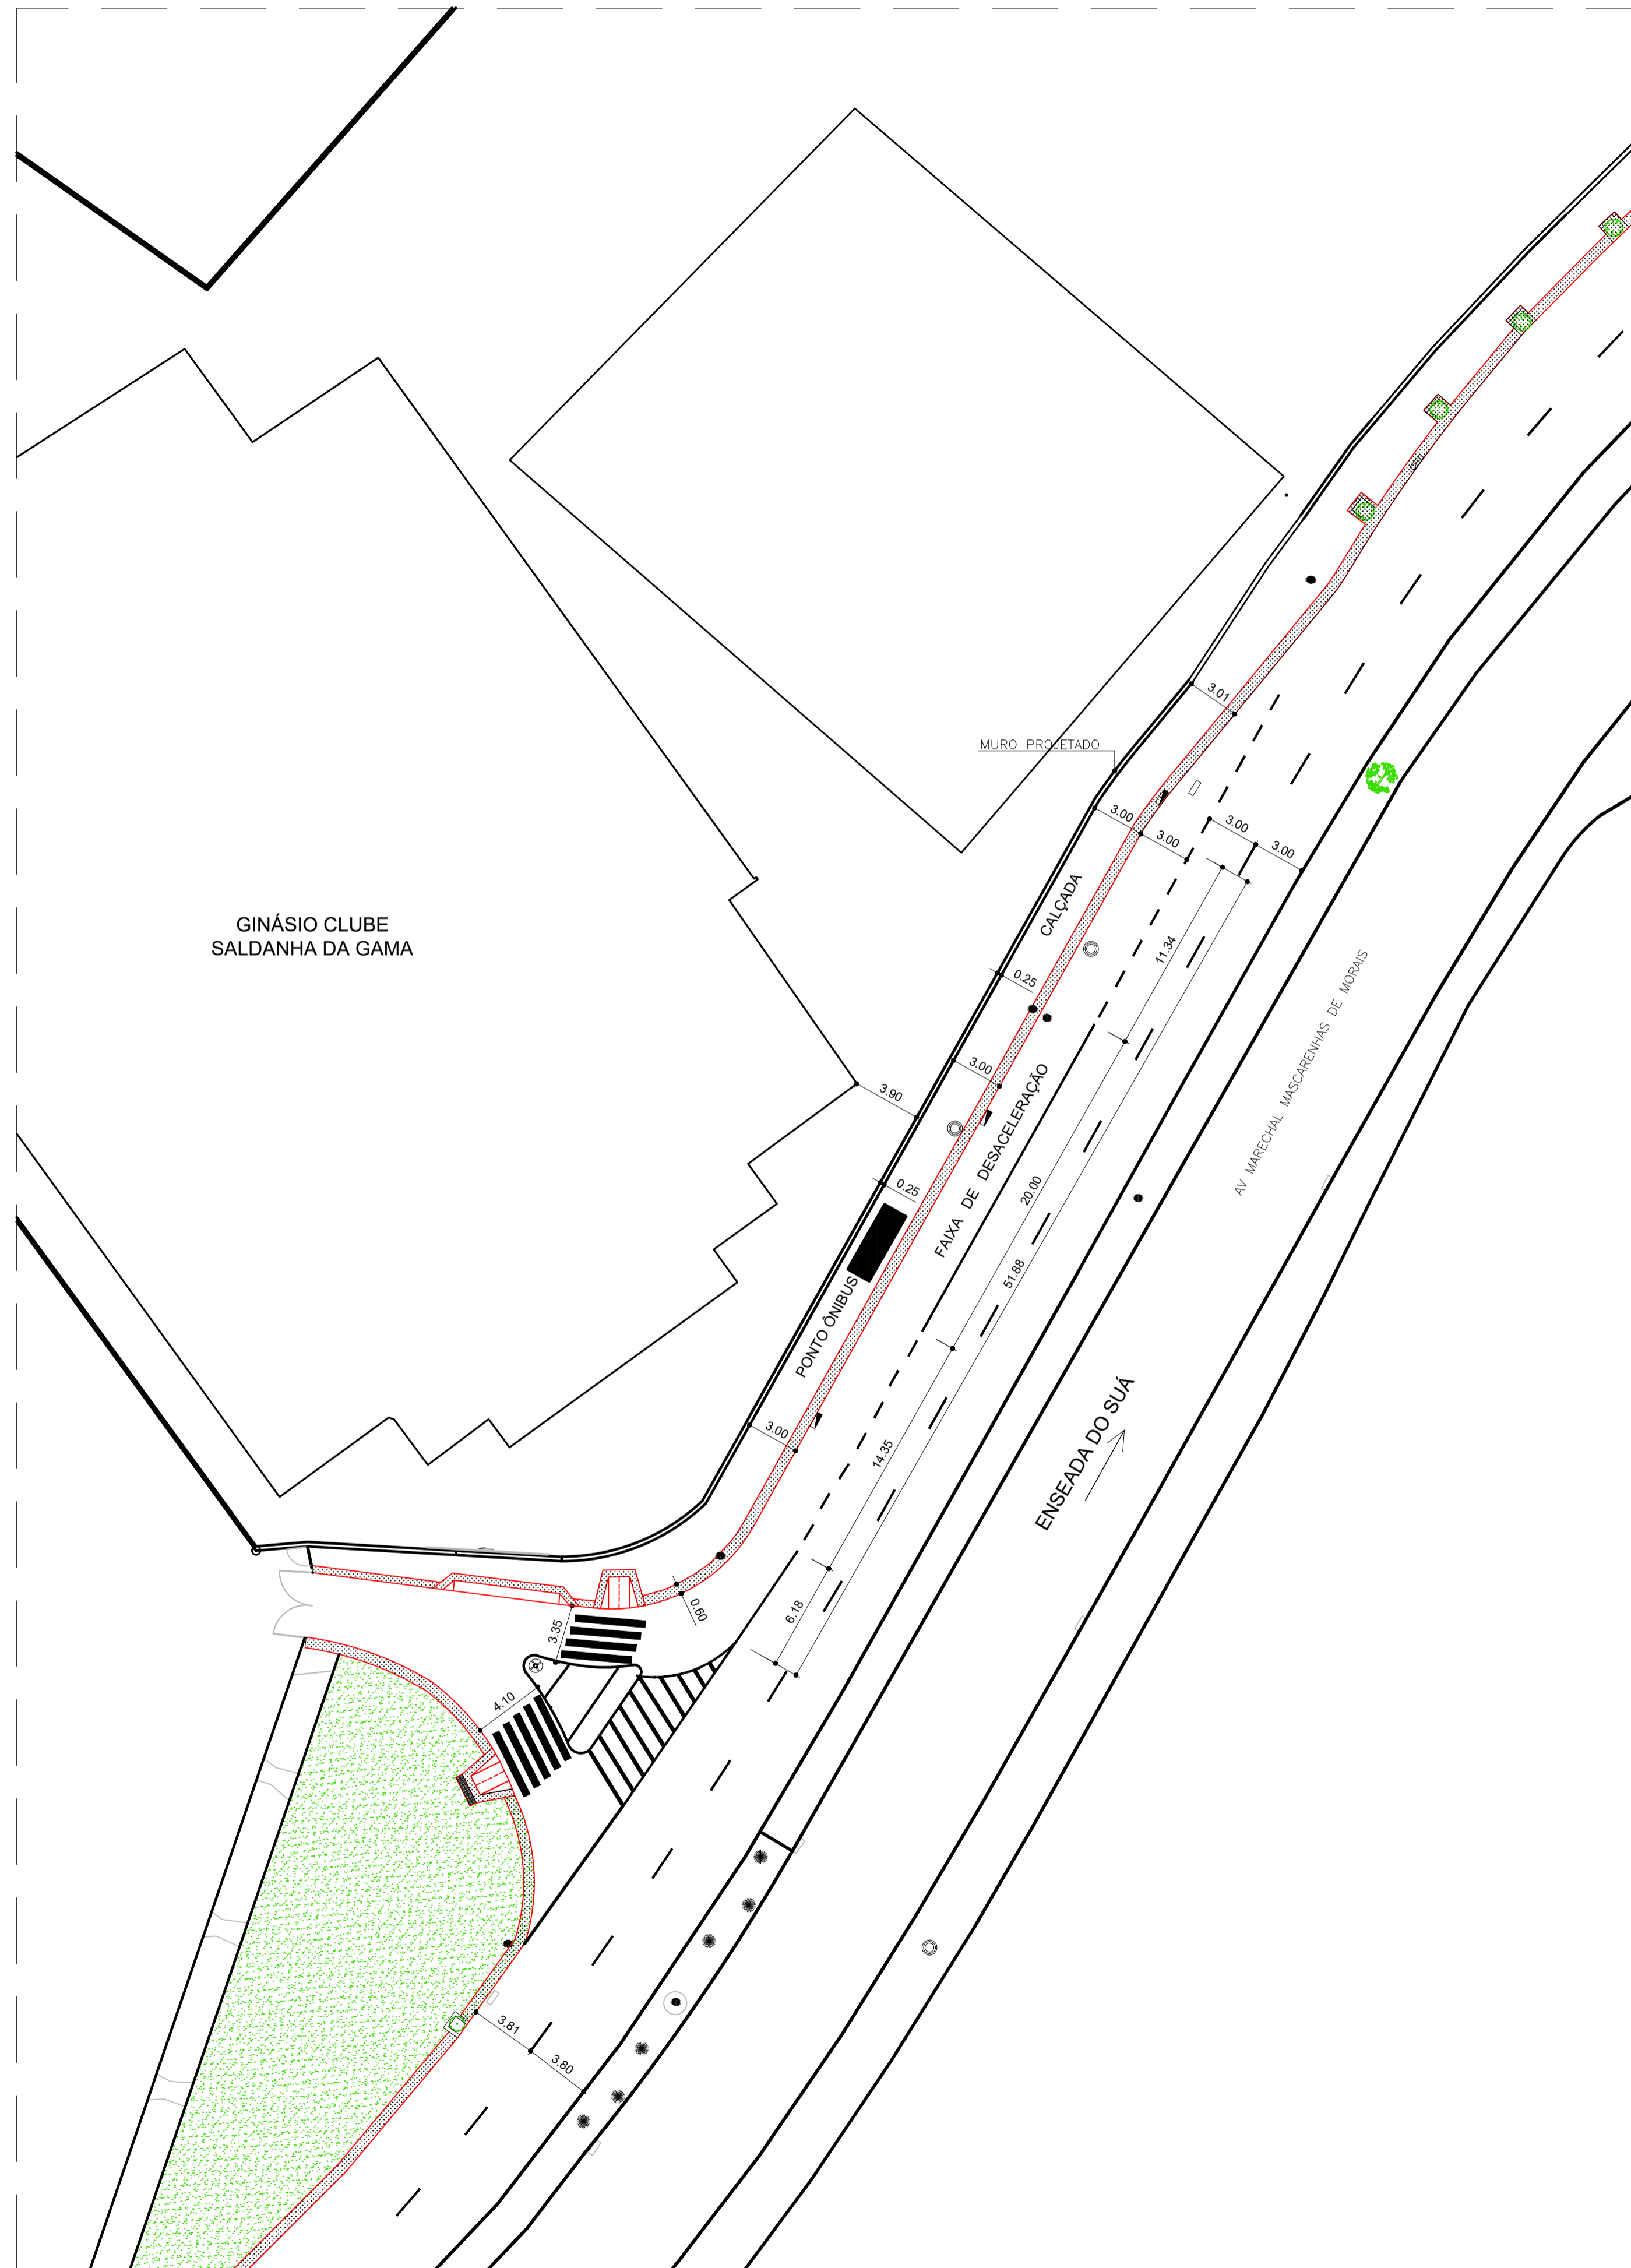 3.01
MURO PROJETADO
3.00
3.00
3.00
3.00
CALÇADA
GINÁSIO CLUBE
SALDANHA DA GAMA
11.34
0.25
AV MARECHAL MASCARENHAS DE MORAIS
3.00
3.90
FAIXA DE DESACELERAÇÃO
0.25
20.00
51.88
PONTO ÔNIBUS
3.00
14.35
ENSEADA DO SUÁ
0.60
6.18
3.35
4.10
3.81
3.80